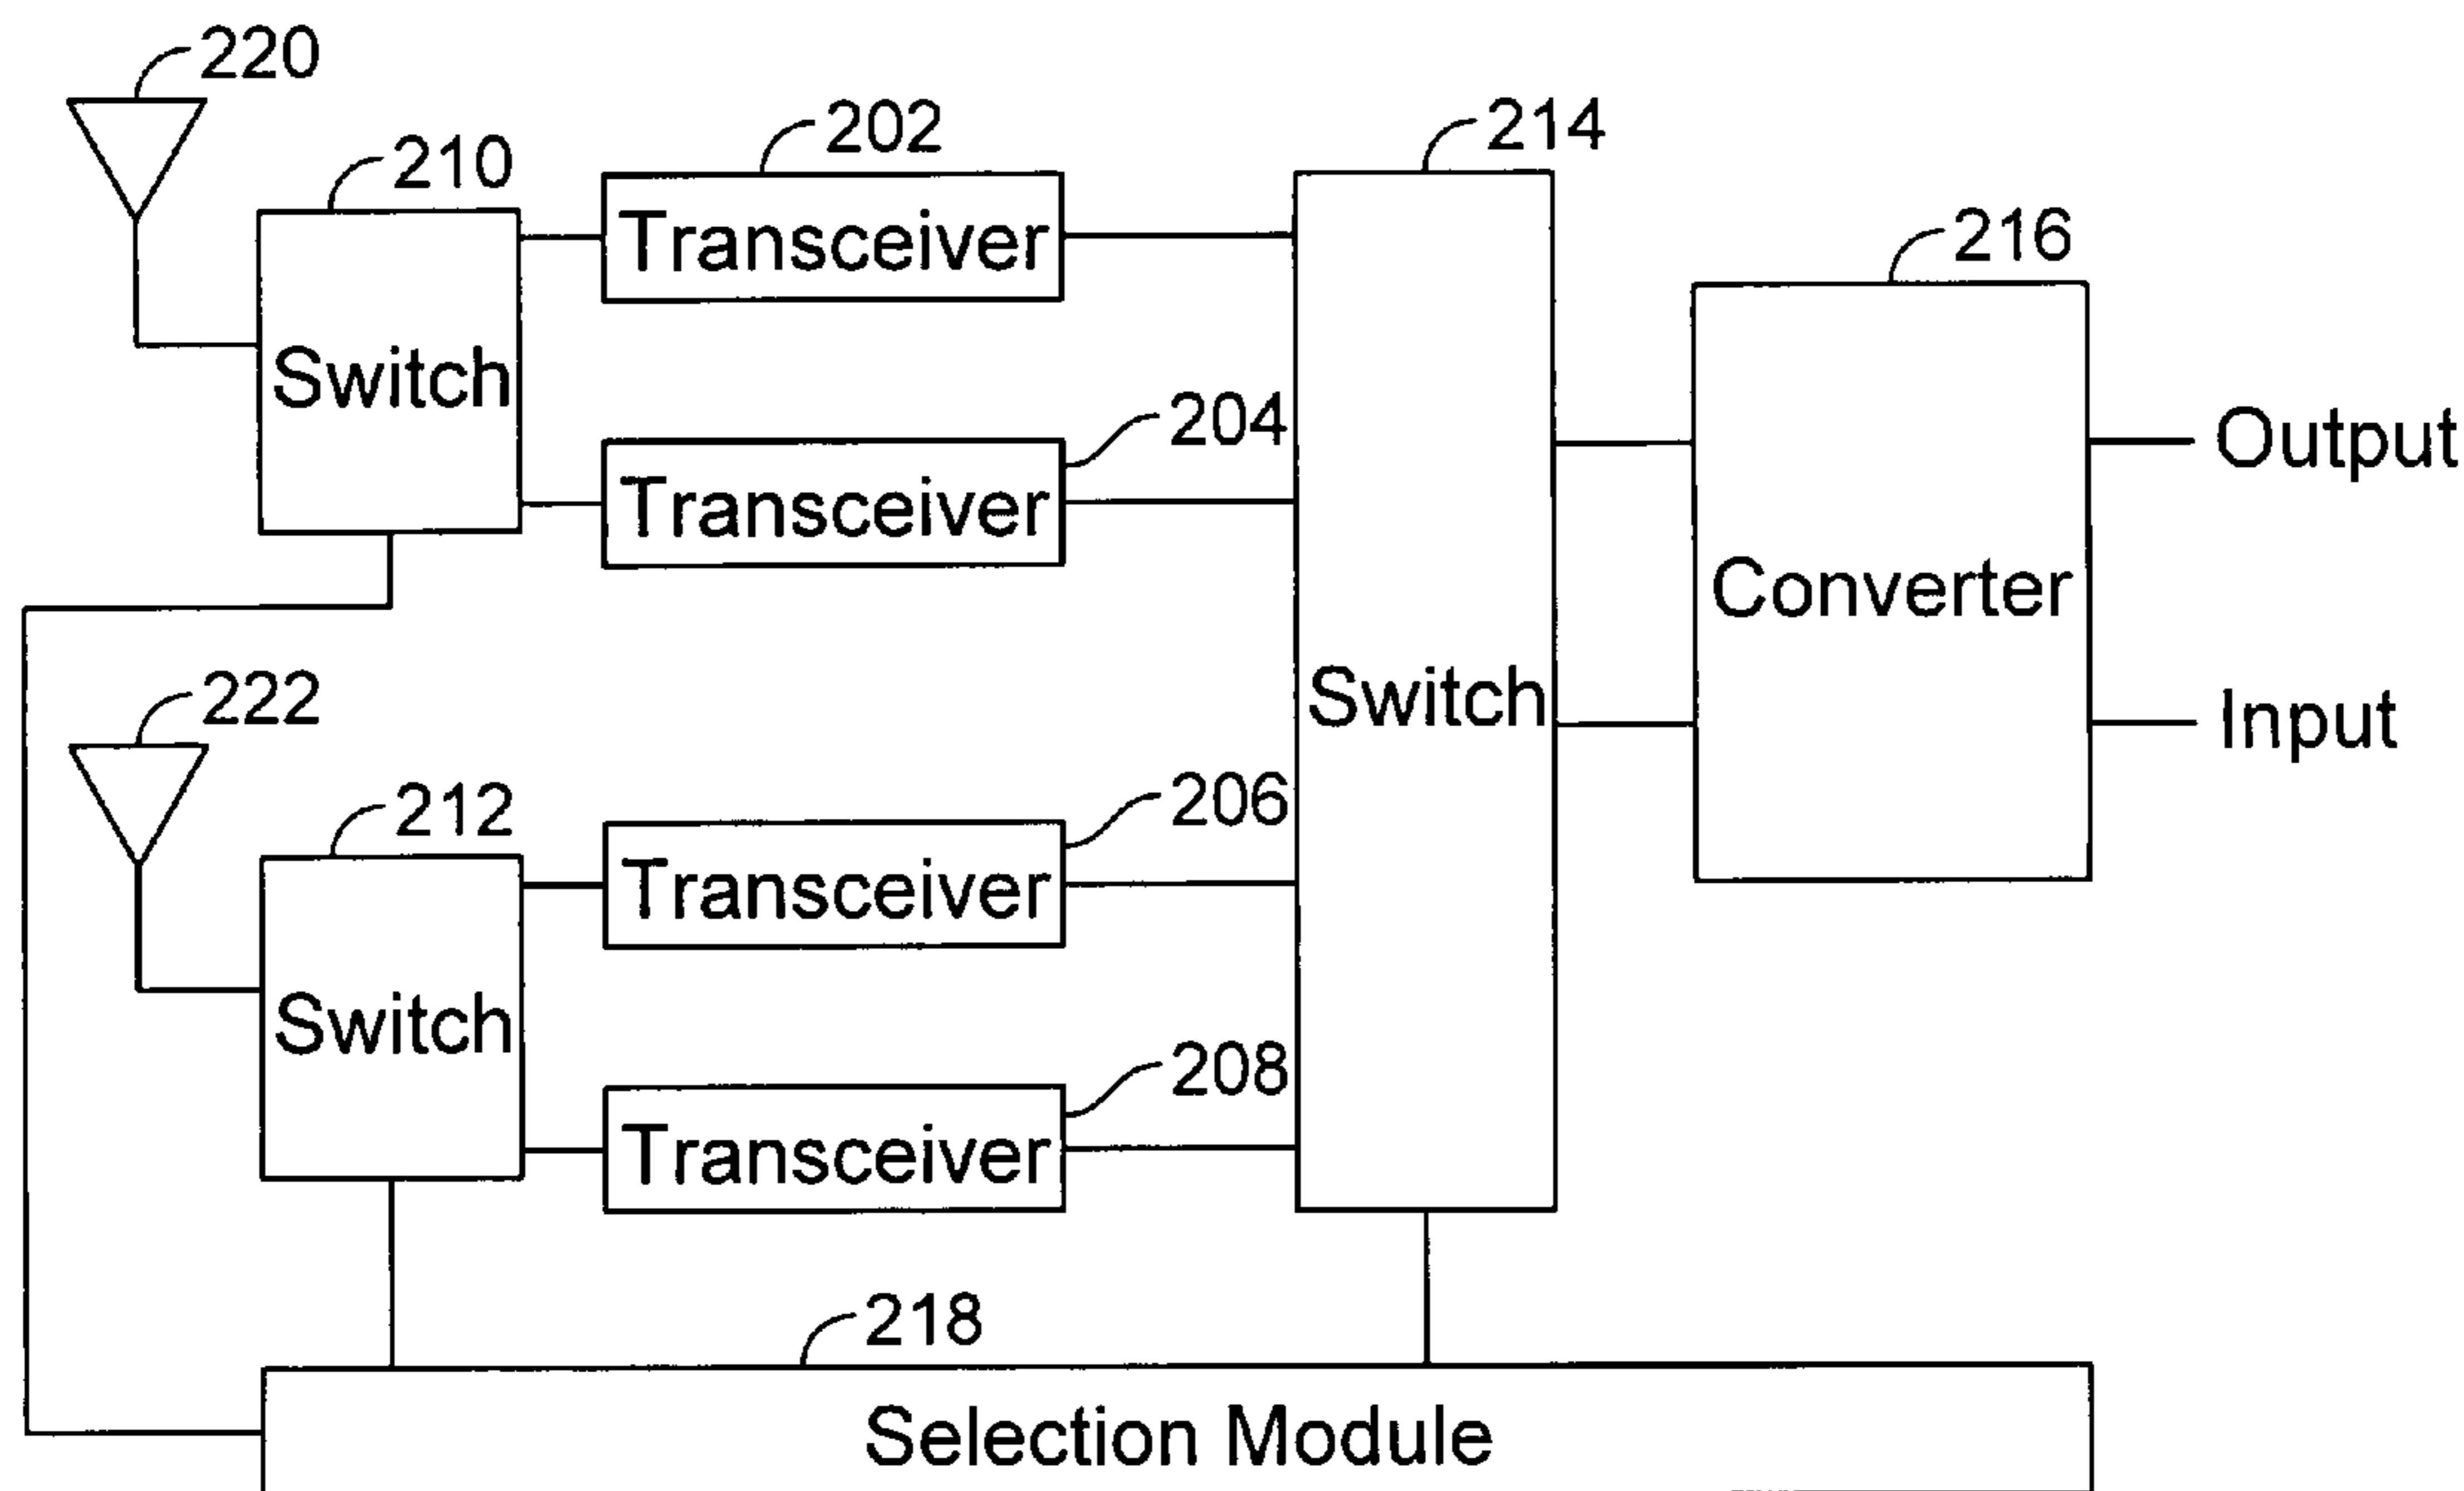 220
202
214
210
Transceiver
216
Switch
204
Output
Transceiver
Converter
222
Switch
Input
206
212
Transceiver
Switch
208
Transceiver
218
Selection Module